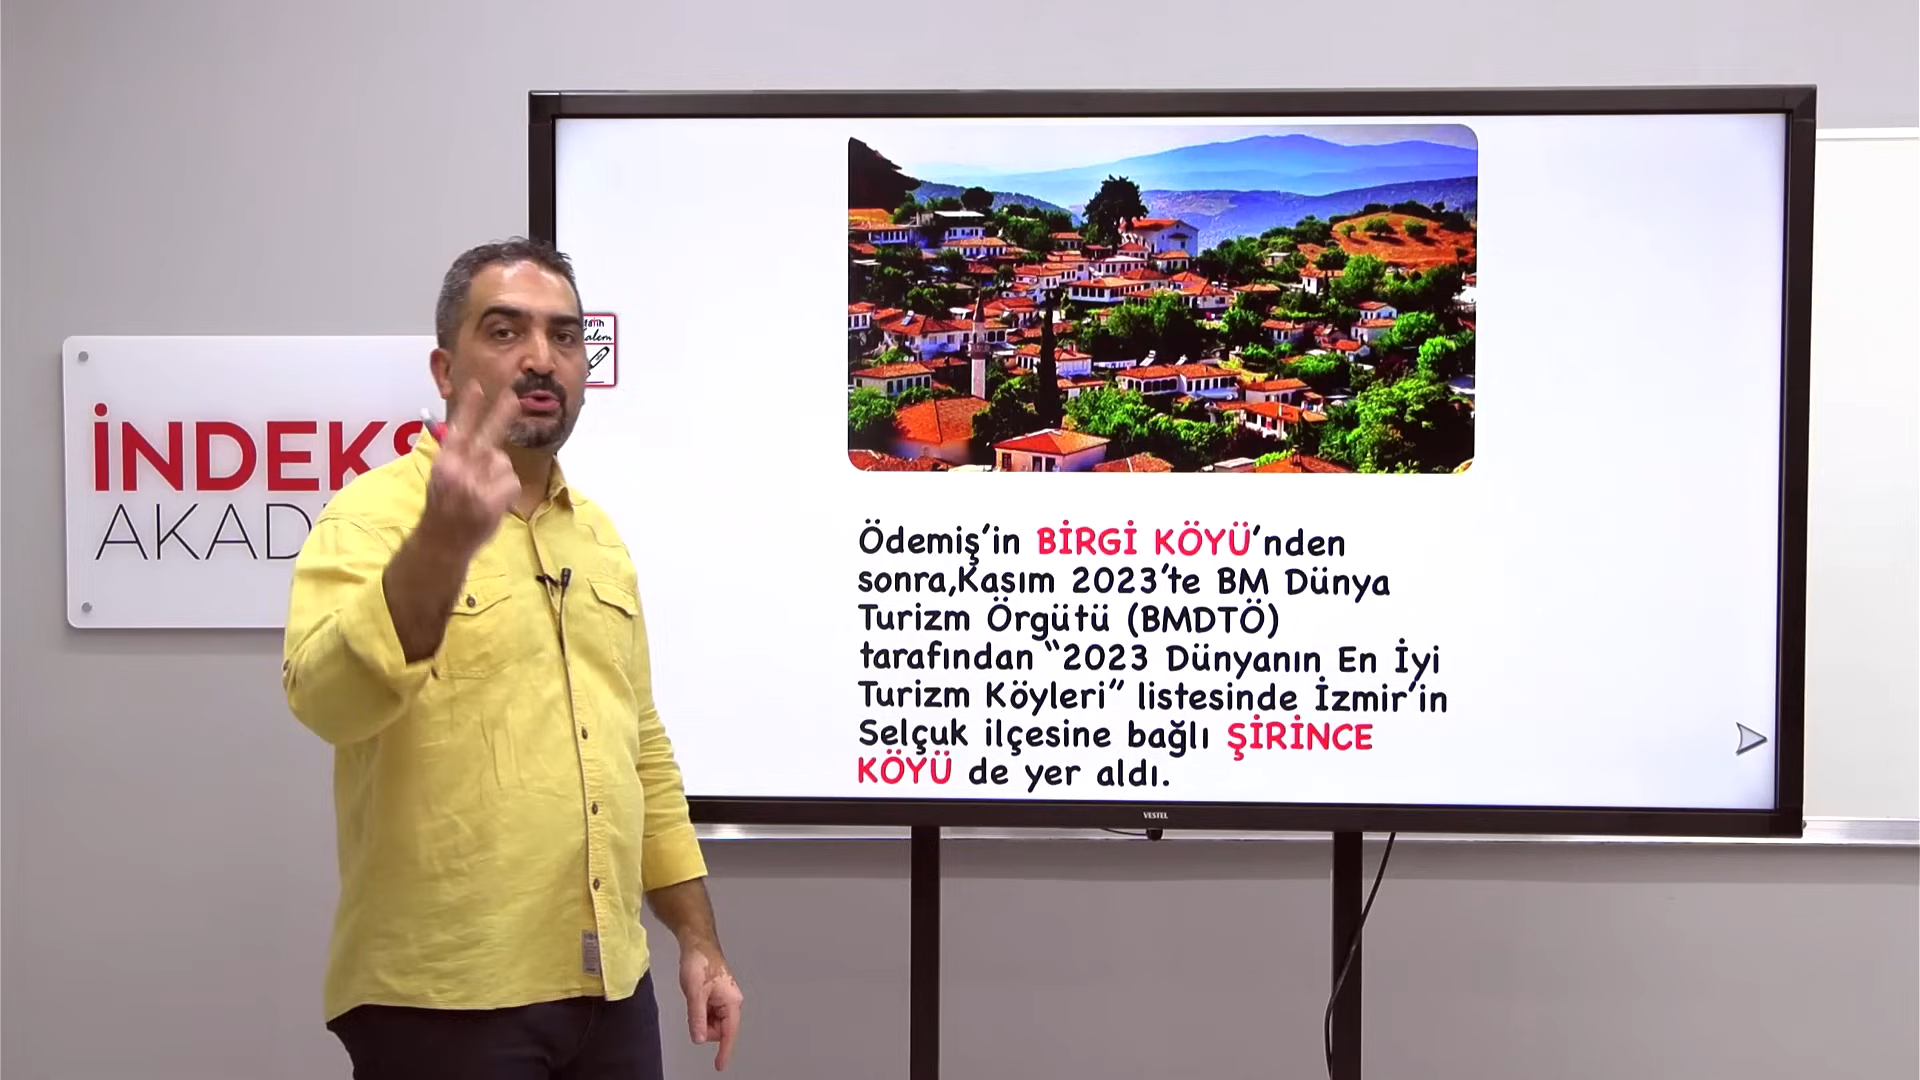 İNDEKS
AKAD
Ödemiş'in BİRGİ KÖYÜ'nden
sonra,Kasım 2023'te BM Dünya
Turizm Örgütü (BMDTÖ)
tarafından "2023 Dünyanın En İyi
Turizm Köyleri" listesinde İzmir'in
Selçuk ilçesine bağlı ŞİRİNCE
KÖYÜ de yer aldı.
VESTEL